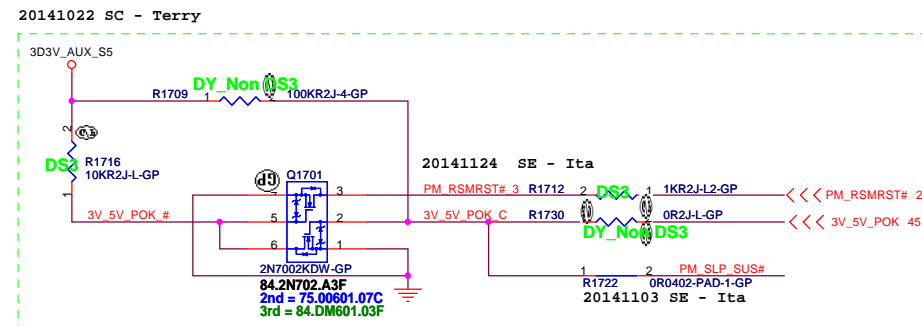 20141022 SC - Terry
3D3V_AUX_S5
R1709 1 DY_Non DS3 2 100KR2J-4-GP
2
DS3 R1716
10KR2J-L-GP
1
Q1701
4 3
5 2
6 1
3V_5V_POK_#
2N7002KDW-GP
84.2N702.A3F
2nd = 75.00601.07C
3rd = 84.DM601.03F
20141124 SE - Ita
PM_RSMRST#_3 R1712 2 DS3 1 1KR2J-L2-GP PM_RSMRST# 2
3V_5V_POK_C R1730 0R2J-L-GP 3V_5V_POK 45
DY_Non DS3
1 2 PM_SLP_SUS#
R1722 0R0402-PAD-1-GP
20141103 SE - Ita